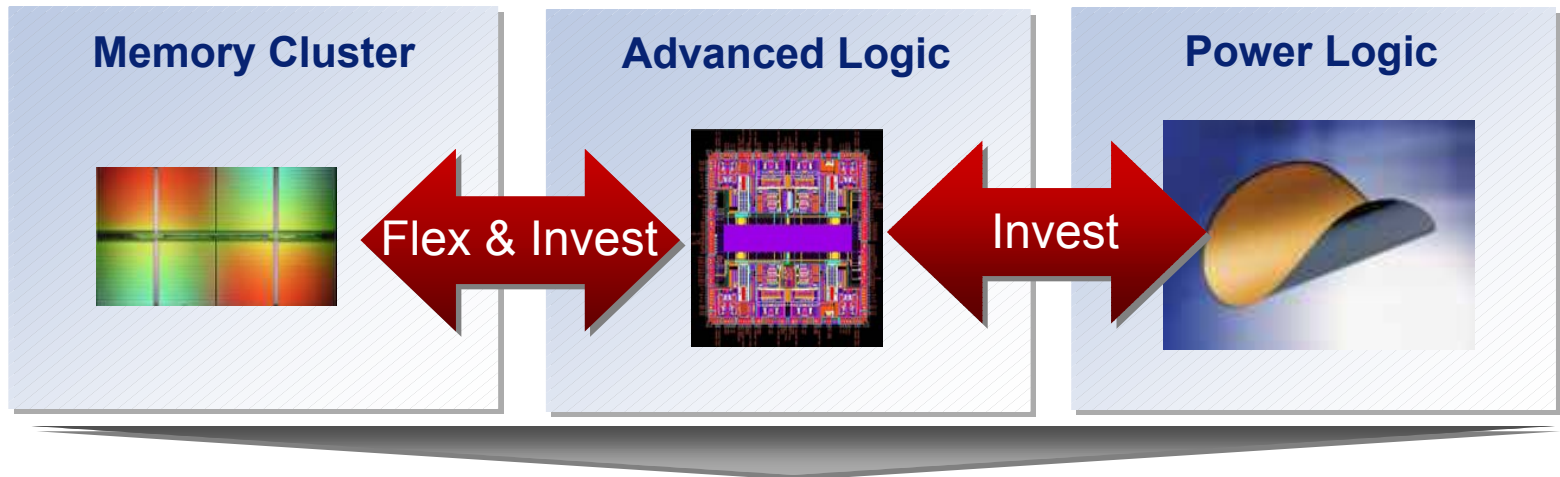 Memory Cluster
Advanced Logic
Power Logic
Flex & Invest
Invest